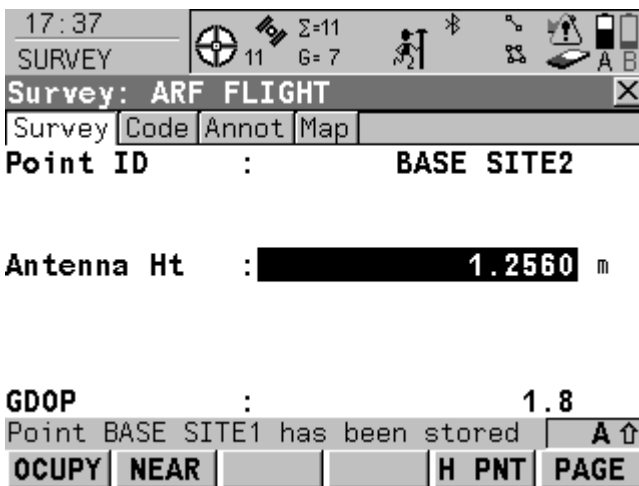 17:37
SURVEY
11
Σ=11
G= 7
2
A B
Survey: ARF FLIGHT
Survey Code Annot Map
Point ID : BASE SITE2
Antenna Ht : 1.2560 m
GDOP : 1.8
Point BASE SITE1 has been stored A
OCUPY NEAR H PNT PAGE